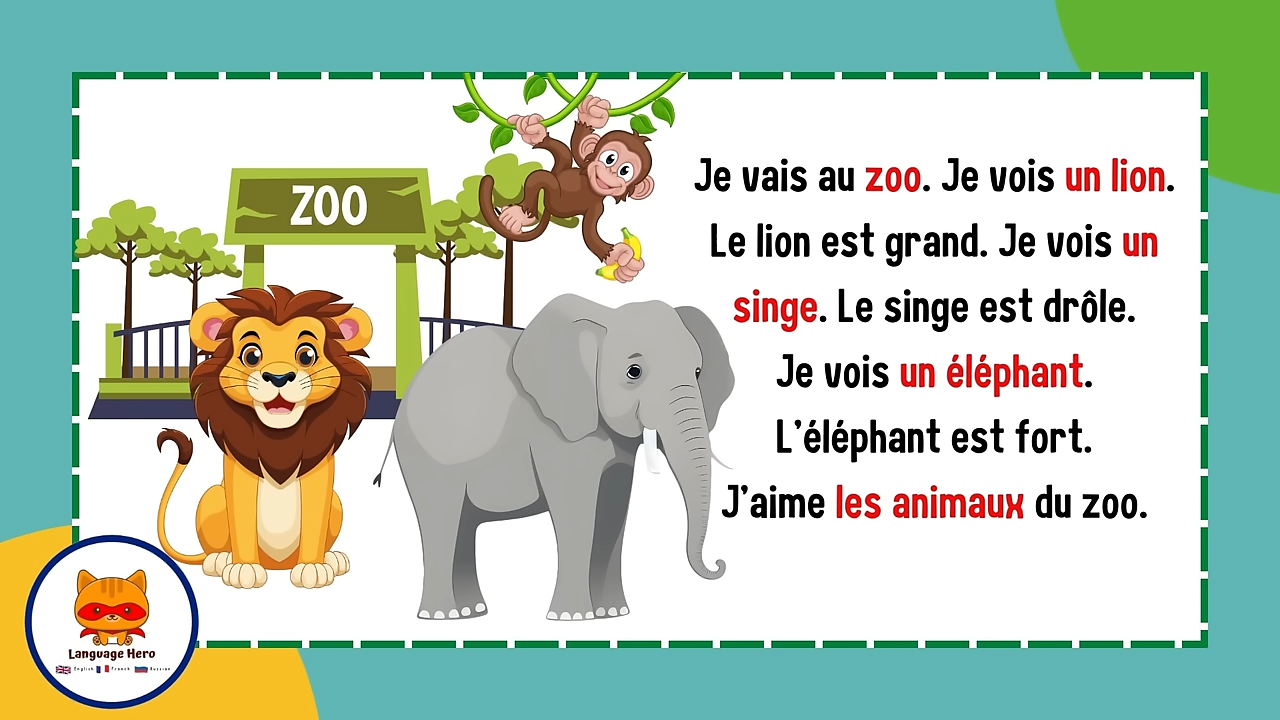 ZOO
Je vais au zoo. Je vois un lion.
Le lion est grand. Je vois un
singe. Le singe est drôle.
Je vois un éléphant.
L'éléphant est fort.
J'aime les animaux du zoo.
Language Hero
English French Russian